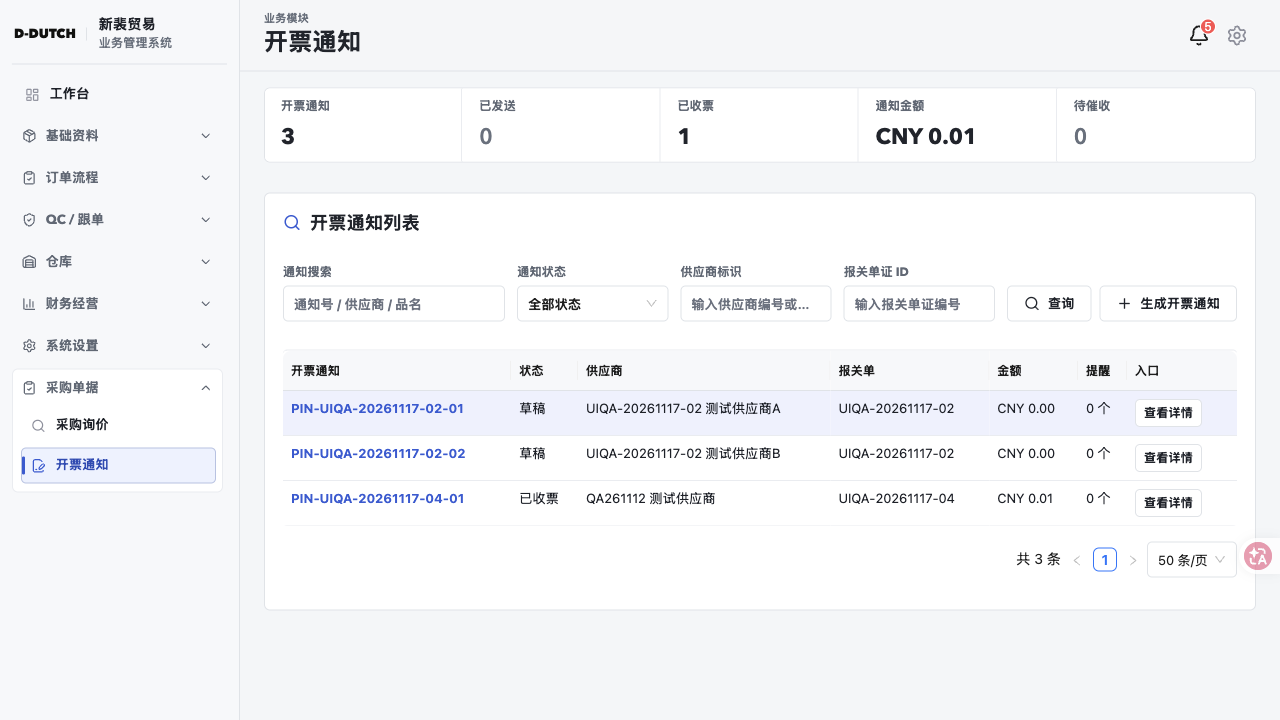 D-DUTCH
新裴贸易
业务管理系统
工作台
基础资料
订单流程
QC / 跟单
仓库
财务经营
系统设置
采购单据
采购询价
开票通知
业务模块
开票通知
5
开票通知
3
已发送
0
已收票
1
通知金额
CNY 0.01
待催收
0
开票通知列表
通知搜索
通知状态
供应商标识
报关单证 ID
通知号 / 供应商 / 品名
全部状态
输入供应商编号或...
输入报关单证编号
查询
生成开票通知
开票通知 状态 供应商 报关单 金额 提醒 入口
PIN-UIQA-20261117-02-01 草稿 UIQA-20261117-02 测试供应商A UIQA-20261117-02 CNY 0.00 0 个 查看详情
PIN-UIQA-20261117-02-02 草稿 UIQA-20261117-02 测试供应商B UIQA-20261117-02 CNY 0.00 0 个 查看详情
PIN-UIQA-20261117-04-01 已收票 QA261112 测试供应商 UIQA-20261117-04 CNY 0.01 0 个 查看详情
共 3 条
1
50 条/页